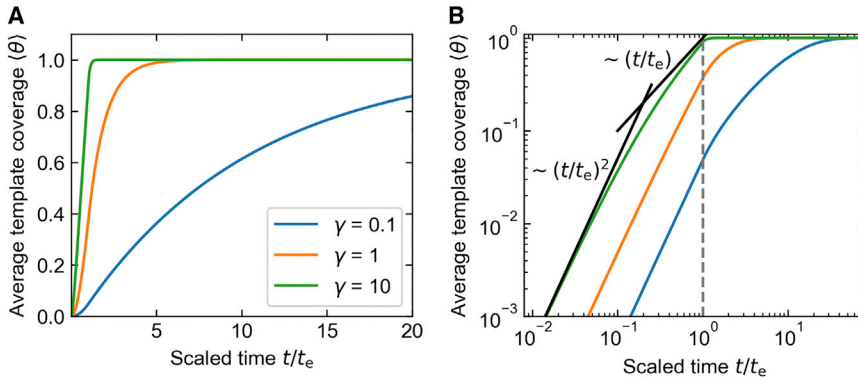 A
Average template coverage ⟨θ⟩
1.0
0.8
0.6
0.4
0.2
0.0
5
10
15
20
Scaled time t/tₑ
γ = 0.1
γ = 1
γ = 10
B
Average template coverage ⟨θ⟩
10⁰
10⁻¹
10⁻²
10⁻³
10⁻²
10⁻¹
10⁰
10¹
Scaled time t/tₑ
~ (t/tₑ)
~ (t/tₑ)²